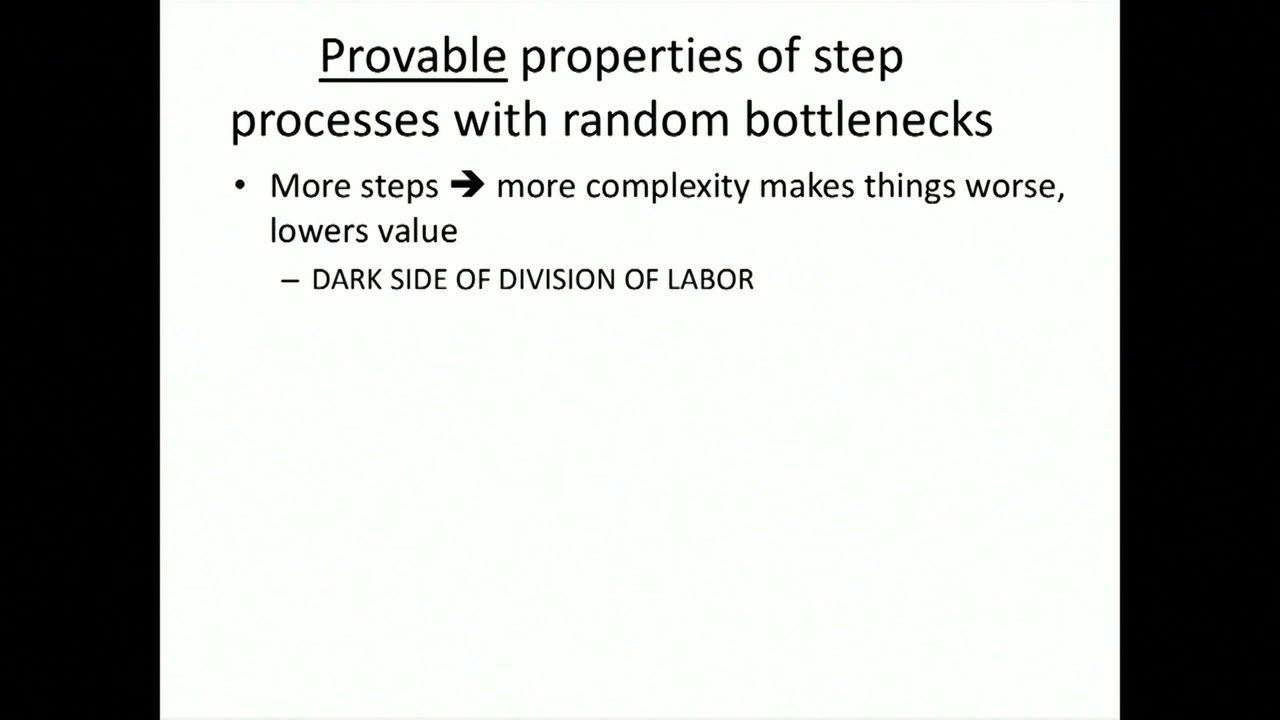 Provable properties of step
processes with random bottlenecks
• More steps ➔ more complexity makes things worse,
lowers value
– DARK SIDE OF DIVISION OF LABOR